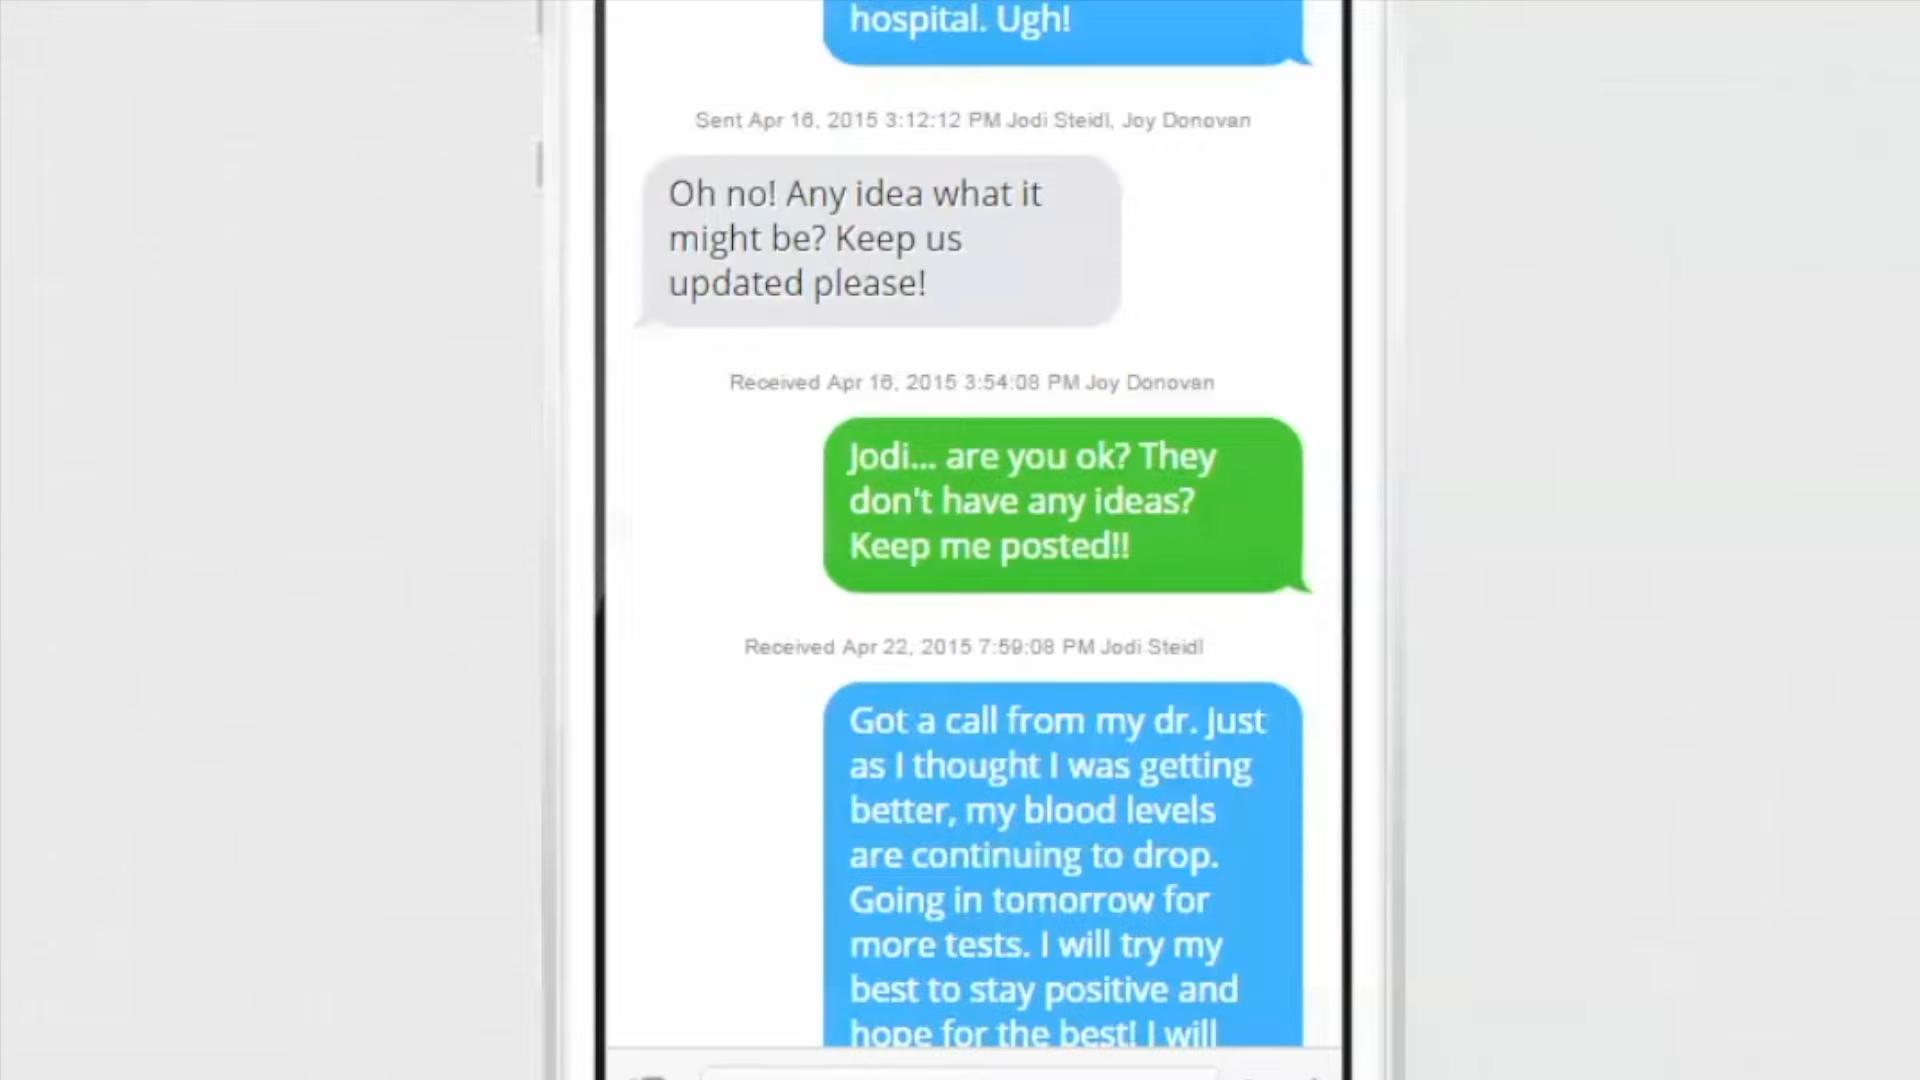 hospital. Ugh!
Sent Apr 16, 2015 3:12:12 PM Jodi Steidl, Joy Donovan
Oh no! Any idea what it
might be? Keep us
updated please!
Received Apr 16, 2015 3:54:08 PM Joy Donovan
Jodi... are you ok? They
don't have any ideas?
Keep me posted!!
Received Apr 22, 2015 7:59:08 PM Jodi Steidl
Got a call from my dr. Just
as I thought I was getting
better, my blood levels
are continuing to drop.
Going in tomorrow for
more tests. I will try my
best to stay positive and
hope for the best! I will